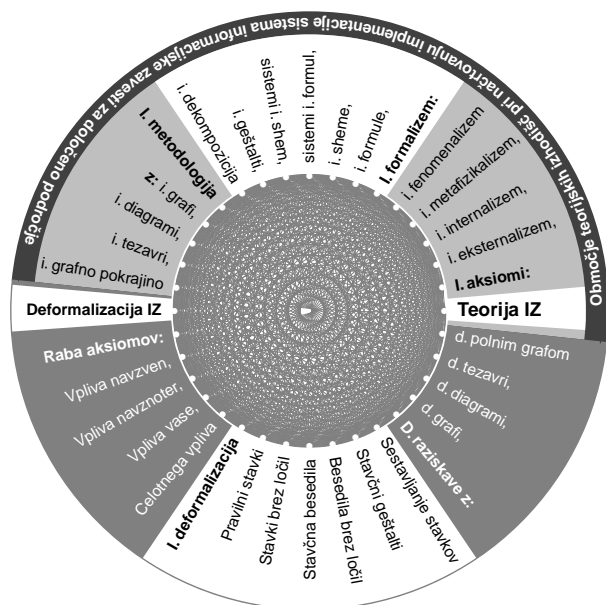 Območje teorijskih izhodišč pri načrtovanju implementacije sistema informacijske zavesti za določeno področje
Teorija IZ
I. aksiomi:
i. eksternalizem,
i. internalizem,
i. metafizikalizem,
i. fenomenalizem
I. formalizem:
i. formule,
i. sheme,
sistemi i. formul,
sistemi i. shem,
i. geštalti,
i. dekompozicija
I. metodologija
z: i. grafi,
i. diagrami,
i. tezavri,
i. grafno pokrajino
Deformalizacija IZ
Raba aksiomov:
Vpliva navzven,
Vpliva navznoter,
Vpliva vase,
Celotnega vpliva
I. deformalizacija
Pravilni stavki
Stavki brez ločil
Stavčna besedila
Besedila brez ločil
Stavčni geštalti
Sestavljanje stavkov
D. raziskave z:
d. grafi,
d. diagrami,
d. tezavri,
d. polnim grafom